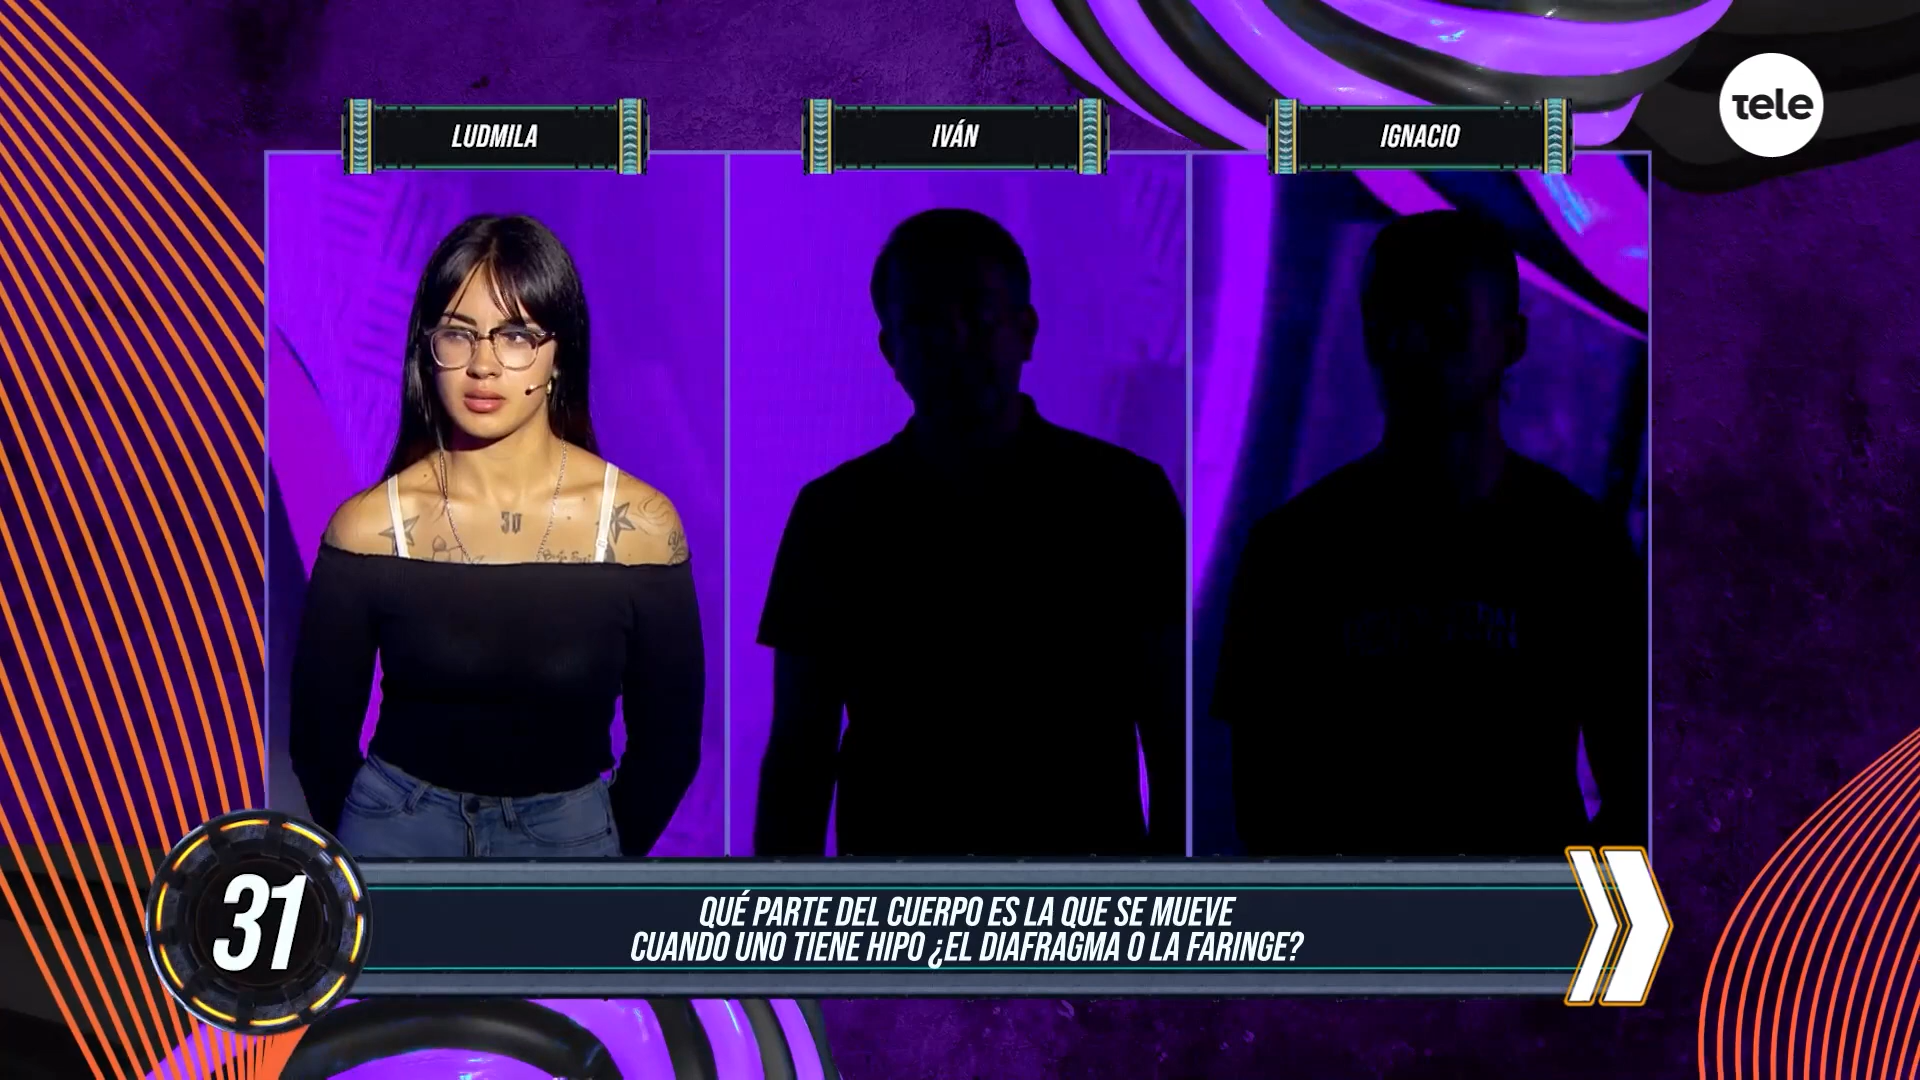 LUDMILA
IVÁN
IGNACIO
tele
31
QUÉ PARTE DEL CUERPO ES LA QUE SE MUEVE
CUANDO UNO TIENE HIPO ¿EL DIAFRAGMA O LA FARINGE?